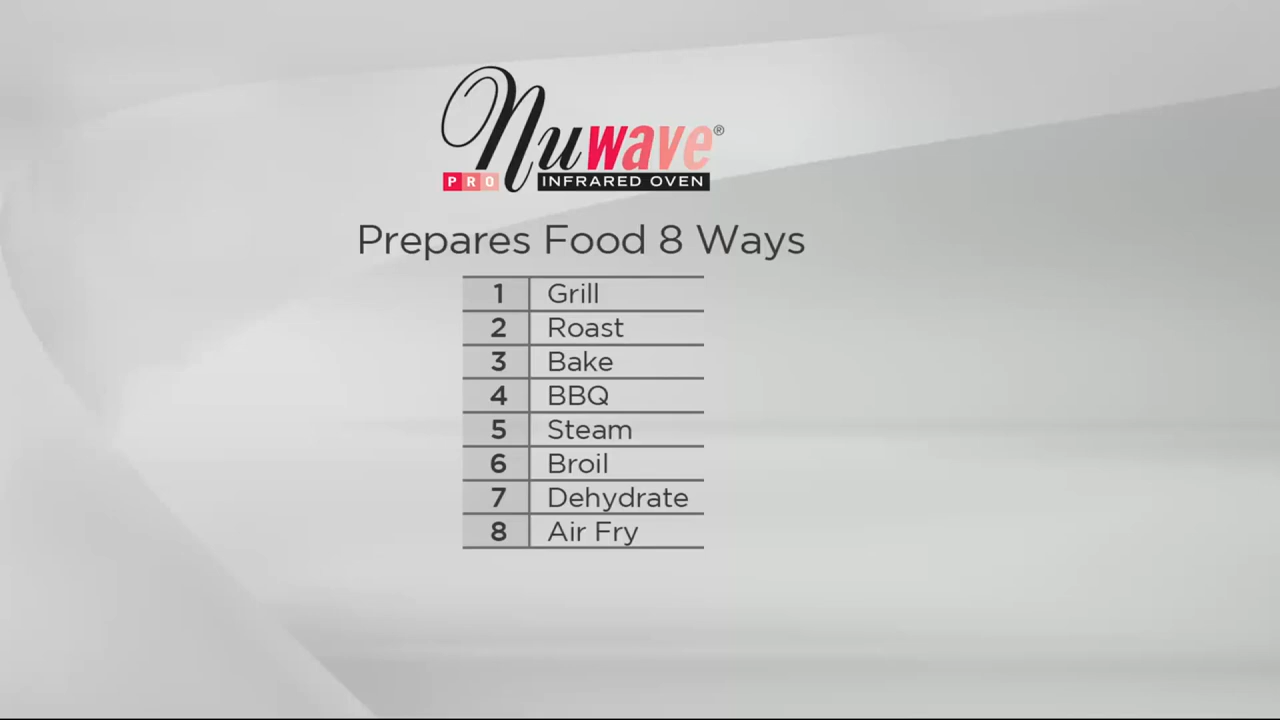 Nuwave®
PRO INFRARED OVEN
Prepares Food 8 Ways
1 Grill
2 Roast
3 Bake
4 BBQ
5 Steam
6 Broil
7 Dehydrate
8 Air Fry